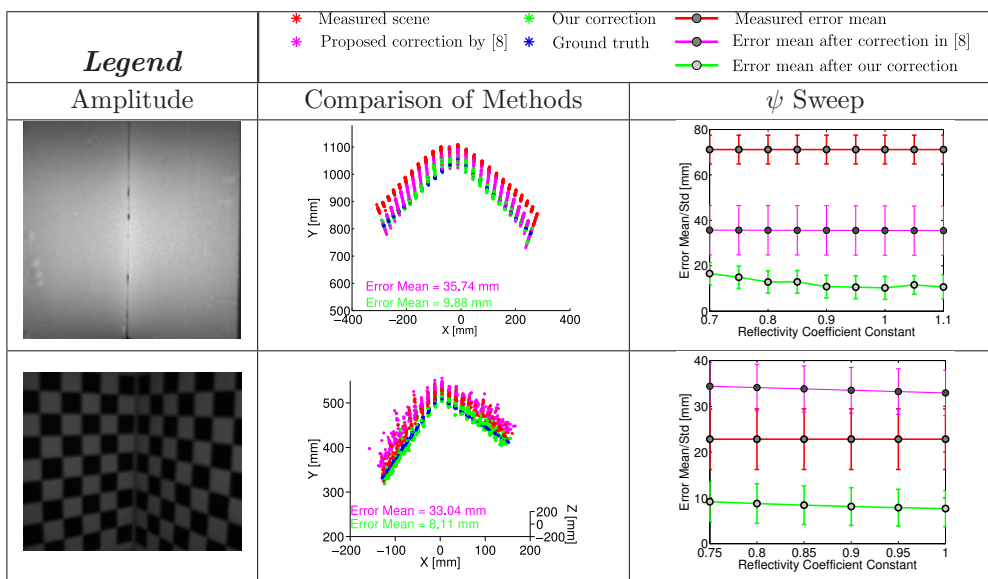 Legend
Measured scene
Our correction
Measured error mean
Proposed correction by [8]
Ground truth
Error mean after correction in [8]
Error mean after our correction
Amplitude
Comparison of Methods
ψ Sweep
1100
1000
900
800
700
600
500
Y [mm]
Error Mean = 35.74 mm
Error Mean = 9.88 mm
−400 −200 0 200 400
X [mm]
80
60
40
20
0
Error Mean/Std [mm]
0.7 0.8 0.9 1 1.1
Reflectivity Coefficient Constant
500
400
300
200
Y [mm]
Error Mean = 33.04 mm
Error Mean = 8.11 mm
200
0
−200
Z [mm]
−200 −100 0 100 200
X [mm]
40
30
20
10
0
Error Mean/Std [mm]
0.75 0.8 0.85 0.9 0.95 1
Reflectivity Coefficient Constant